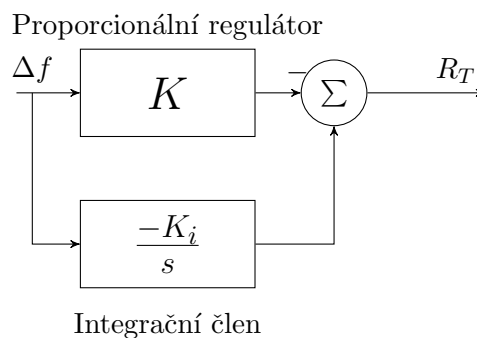 Proporcionální regulátor
Δf
K
−
Σ
R_T
−K_i
s
Integrační člen